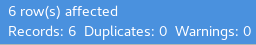 6 row(s) affected
Records: 6  Duplicates: 0  Warnings: 0